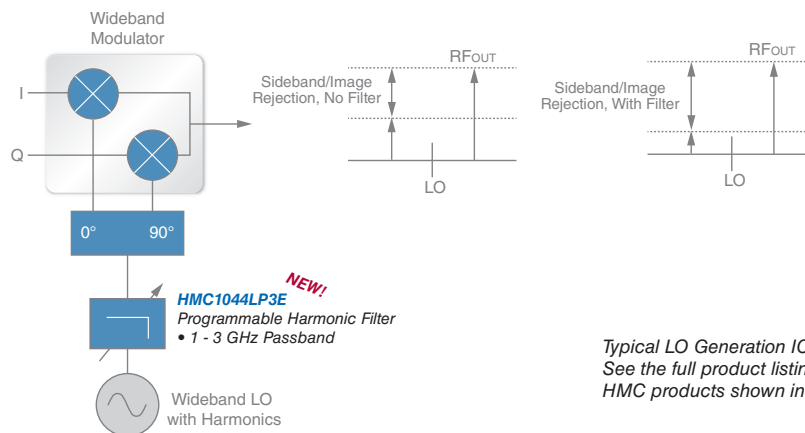 Wideband
Modulator
I
Q
0°
90°
NEW!
HMC1044LP3E
Programmable Harmonic Filter
• 1 - 3 GHz Passband
Wideband LO
with Harmonics
RFOUT
Sideband/Image
Rejection, No Filter
LO
RFOUT
Sideband/Image
Rejection, With Filter
LO
Typical LO Generation IC
See the full product listin
HMC products shown in